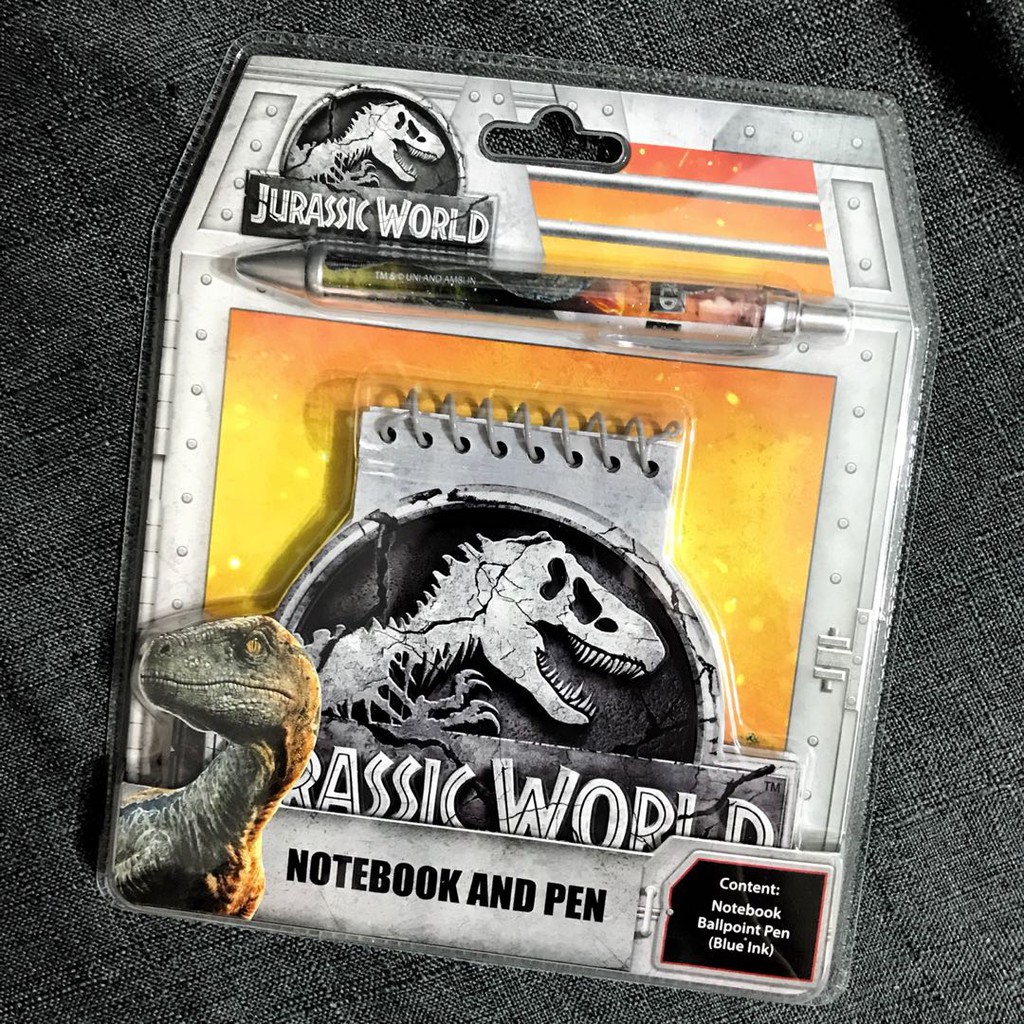 JURASSIC WORLD
TM & © UNI AND AMBLIN
RASSIC WORLD
TM
NOTEBOOK AND PEN
Content:
Notebook
Ballpoint Pen
(Blue Ink)